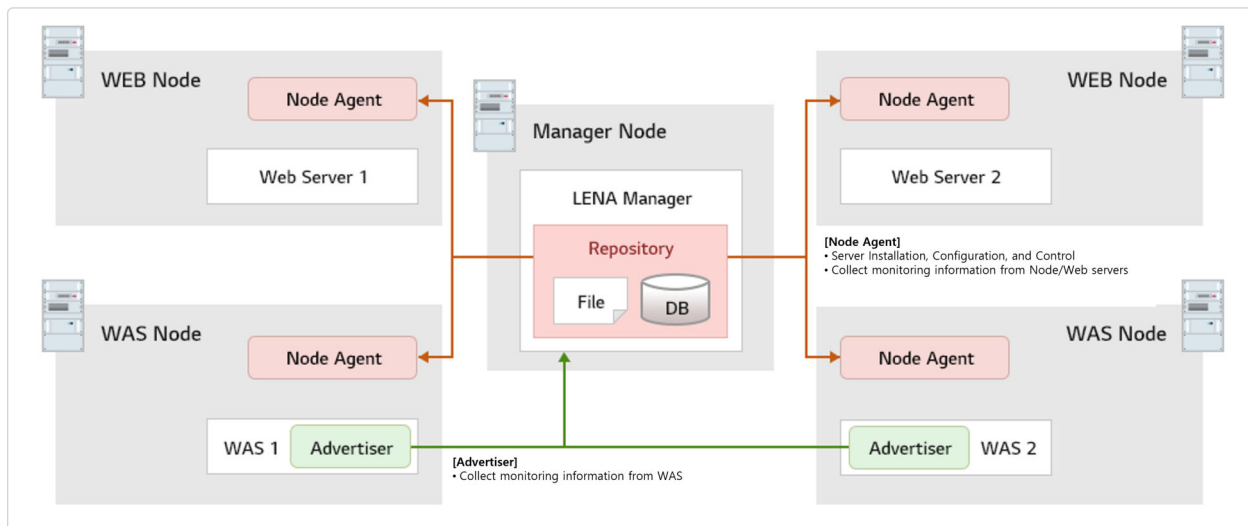 WEB Node
Node Agent
Web Server 1
Manager Node
LENA Manager
Repository
File
DB
WEB Node
Node Agent
Web Server 2
[Node Agent]
• Server Installation, Configuration, and Control
• Collect monitoring information from Node/Web servers
WAS Node
Node Agent
WAS 1
Advertiser
[Advertiser]
• Collect monitoring information from WAS
WAS Node
Node Agent
Advertiser
WAS 2